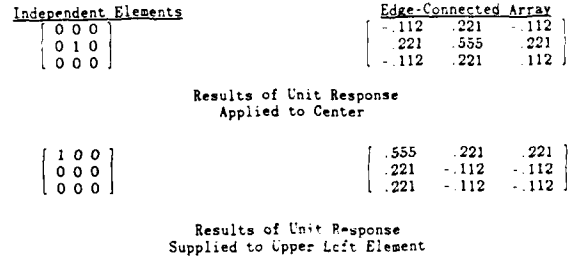 Independent Elements Edge-Connected Array
[ 0 0 0 ] [ -.112 .221 -.112 ]
[ 0 1 0 ] [ .221 .555 .221 ]
[ 0 0 0 ] [ -.112 .221 .112 ]
Results of Unit Response
Applied to Center
[ 1 0 0 ] [ .555 .221 .221 ]
[ 0 0 0 ] [ .221 -.112 -.112 ]
[ 0 0 0 ] [ .221 -.112 -.112 ]
Results of Unit Response
Supplied to Upper Left Element